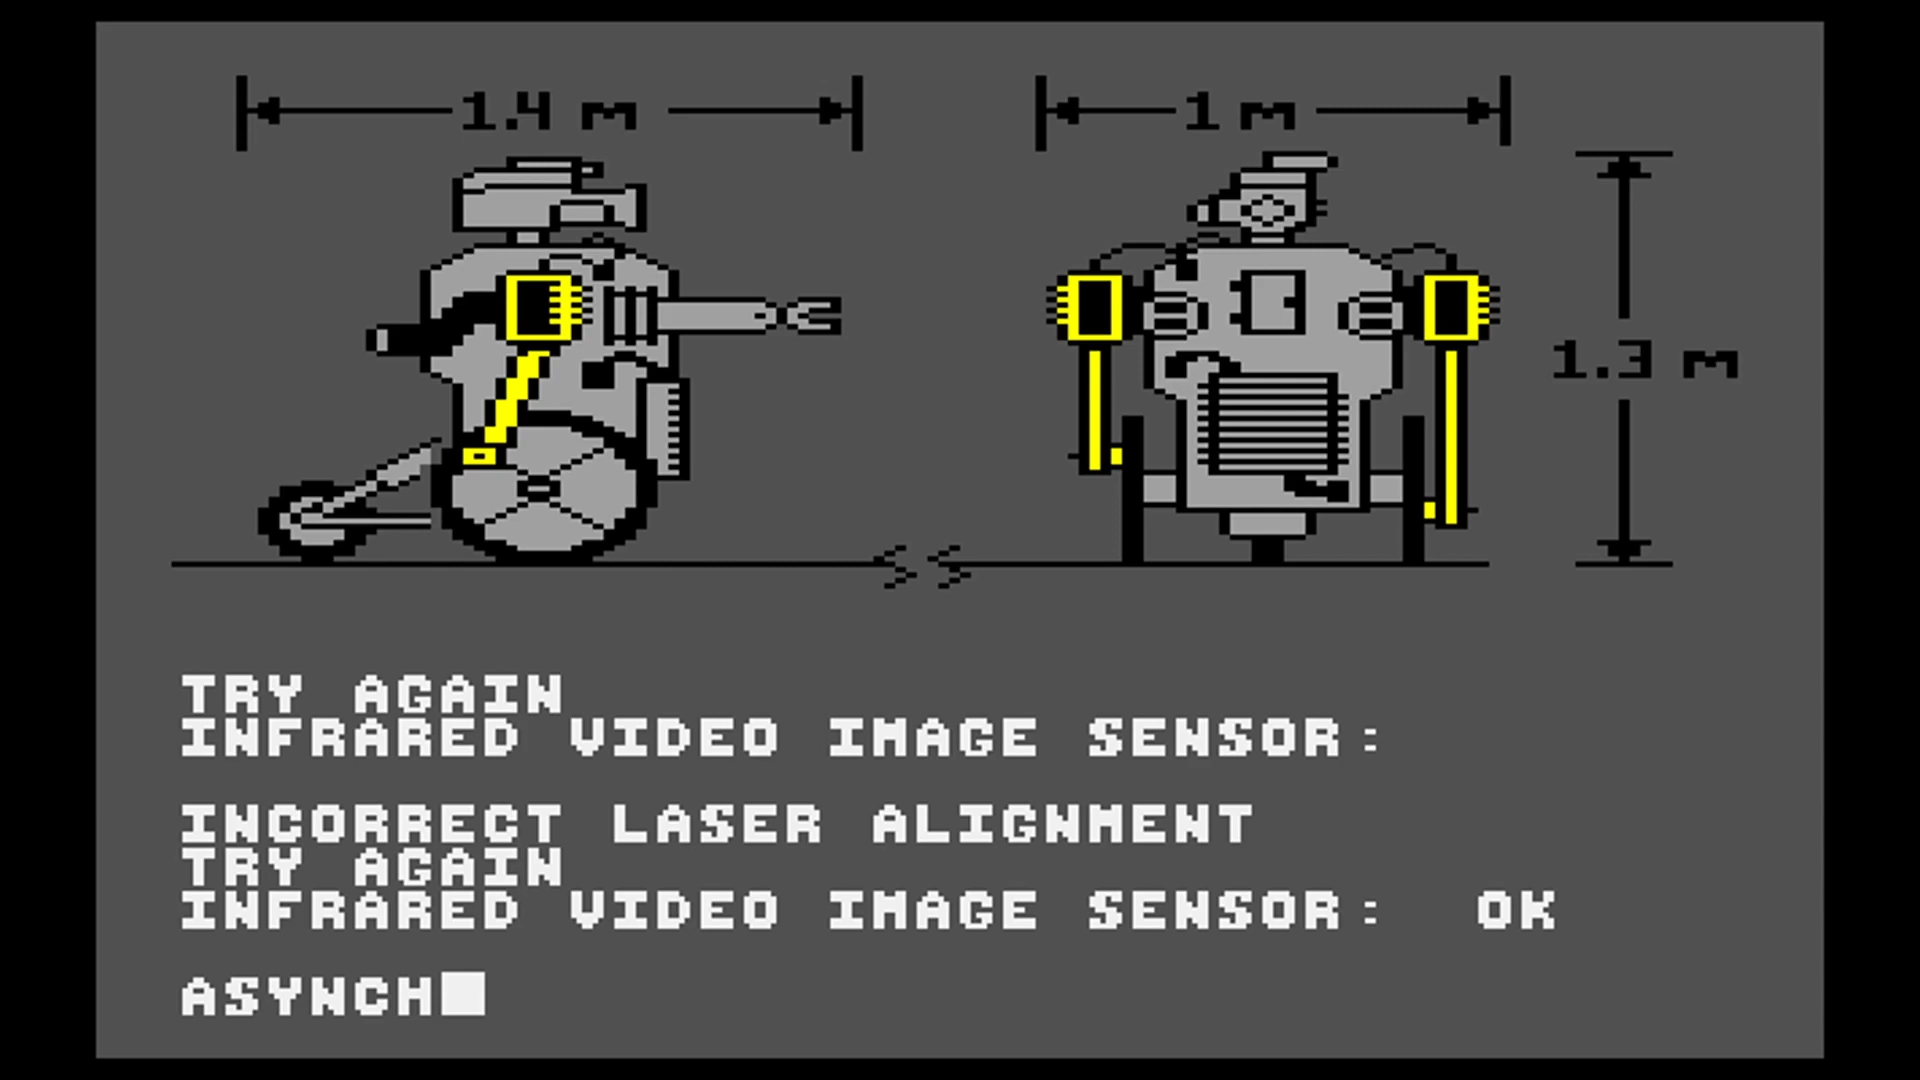 1.4 m
1 m
1.3 m
TRY AGAIN
INFRARED VIDEO IMAGE SENSOR:
INCORRECT LASER ALIGNMENT
TRY AGAIN
INFRARED VIDEO IMAGE SENSOR: OK
ASYNCH